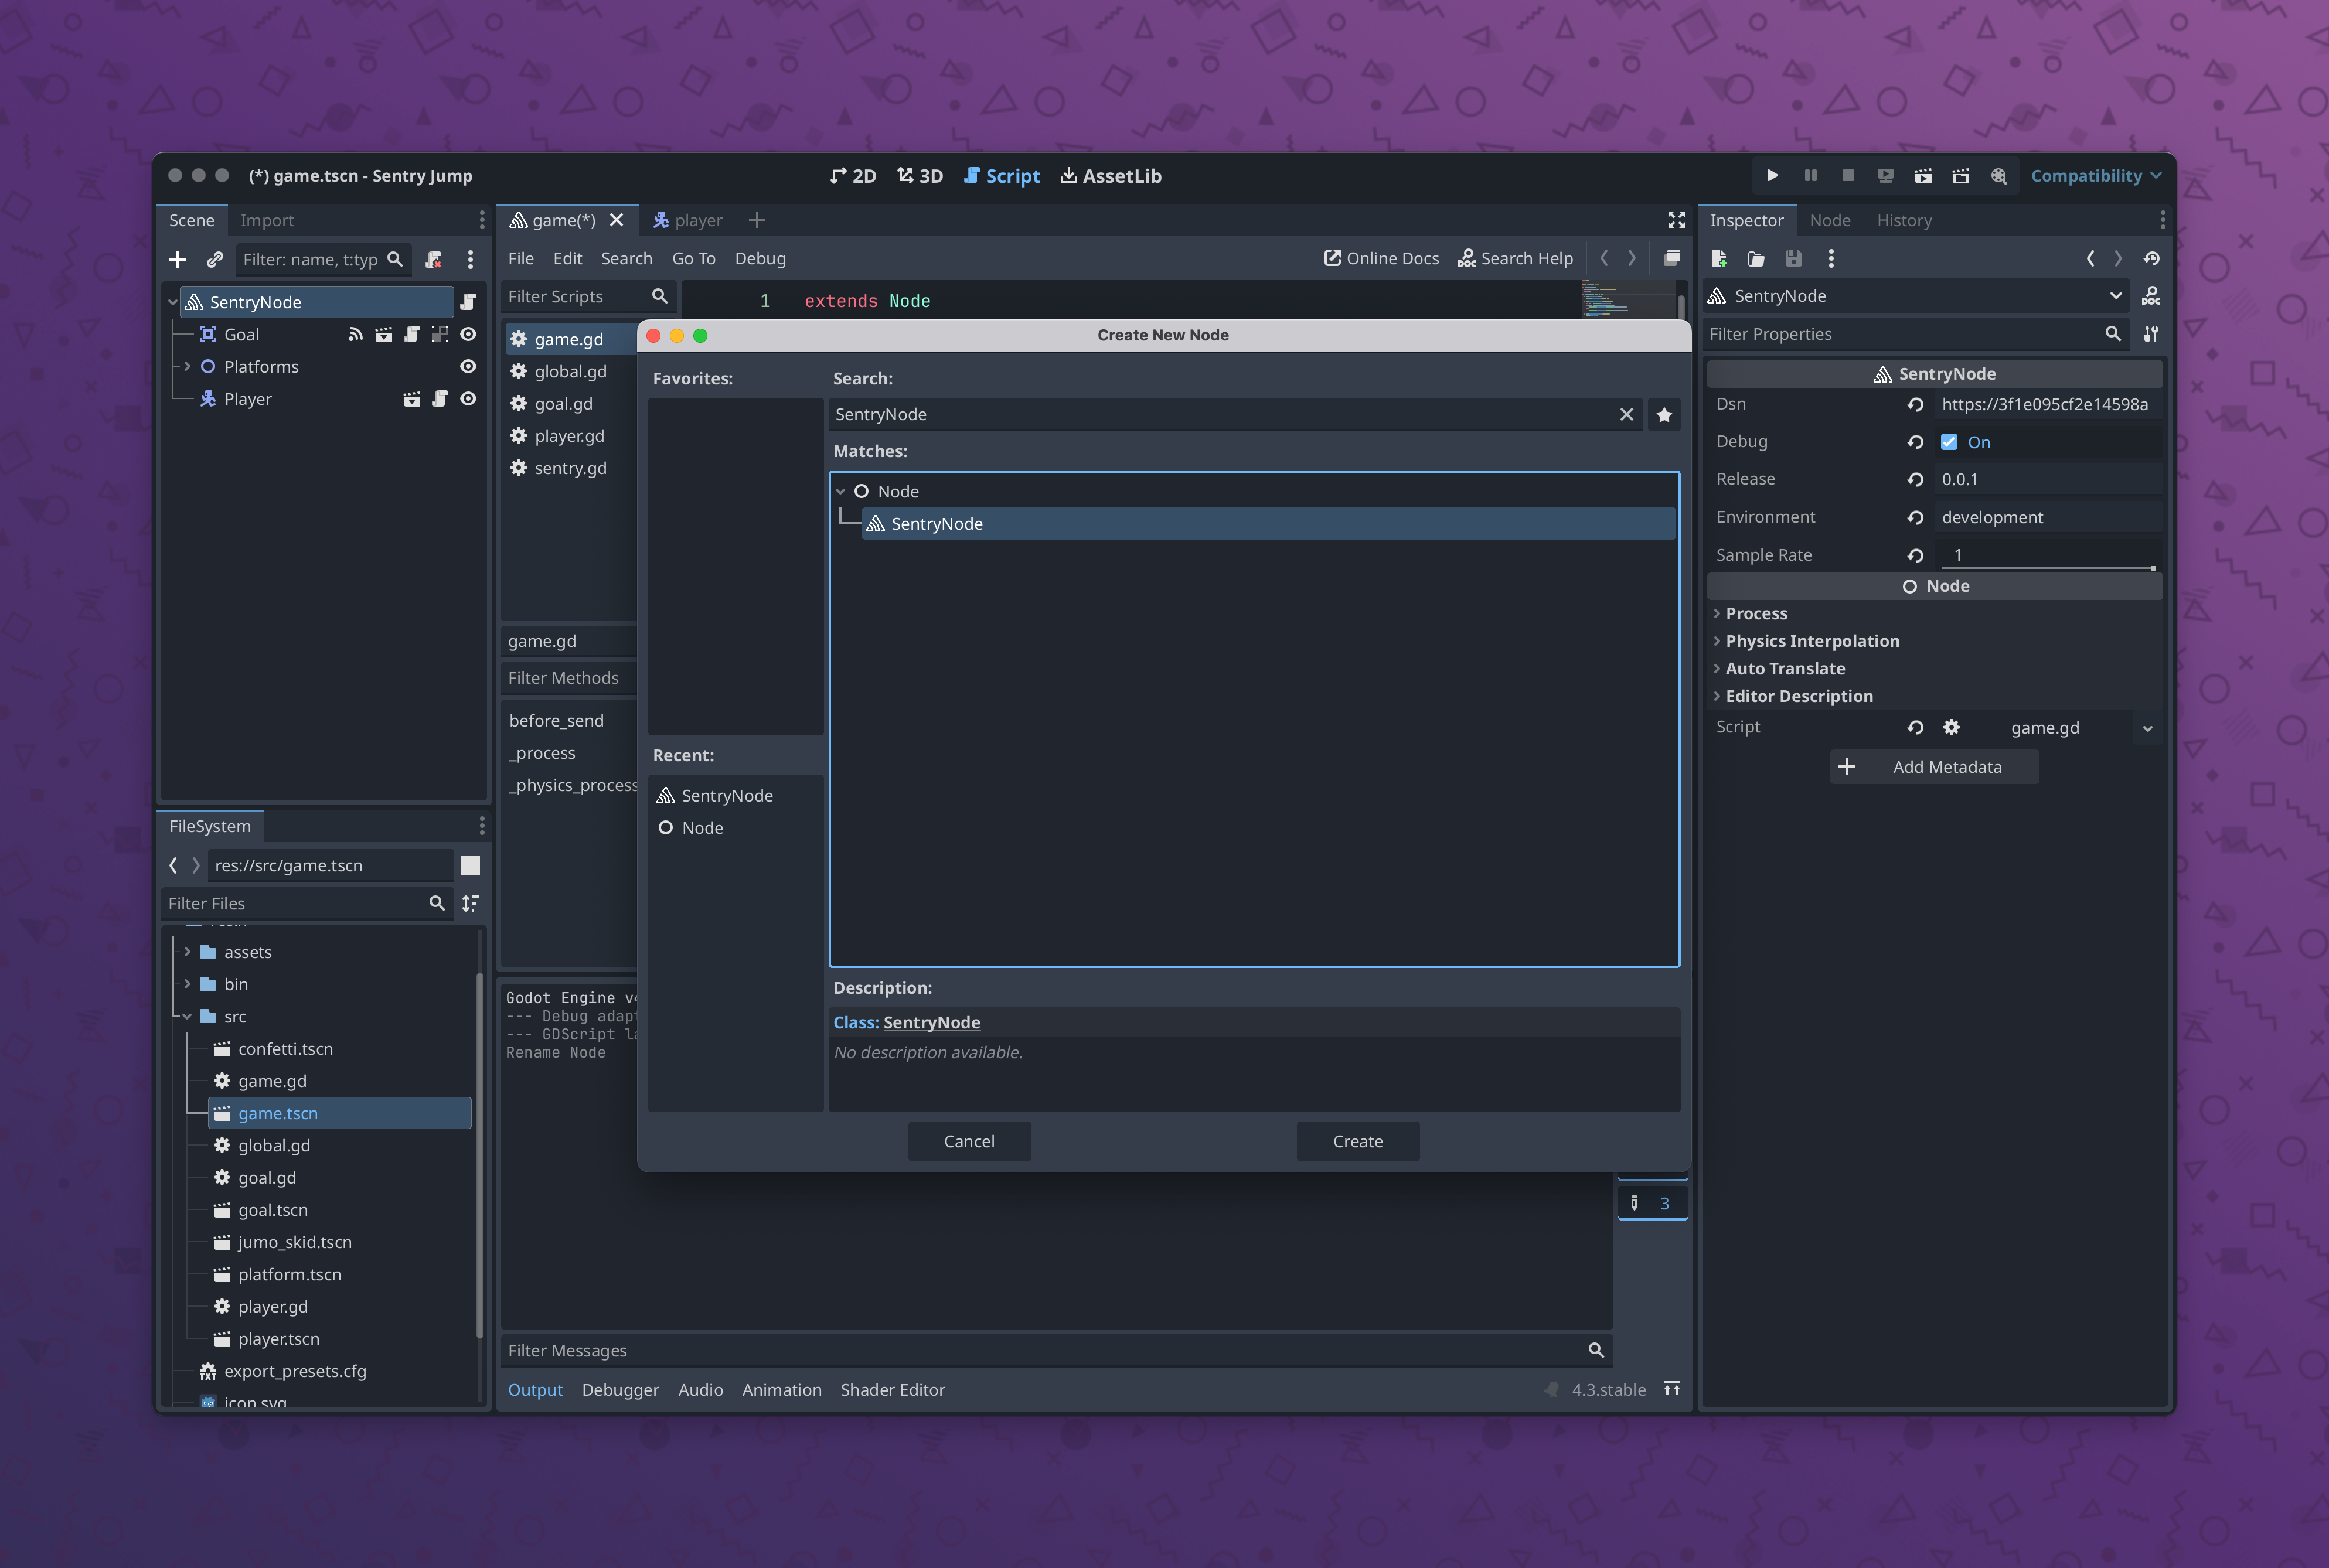 (*) game.tscn - Sentry Jump
2D
3D
Script
AssetLib
Compatibility
Scene
Import
Filter: name, t:typ
SentryNode
Goal
Platforms
Player
game(*)
player
File
Edit
Search
Go To
Debug
Online Docs
Search Help
Filter Scripts
1
extends Node
game.gd
global.gd
goal.gd
player.gd
sentry.gd
game.gd
Filter Methods
before_send
_process
_physics_process
Create New Node
Favorites:
Search:
SentryNode
Matches:
Node
SentryNode
Recent:
SentryNode
Node
Description:
Class: SentryNode
No description available.
Cancel
Create
FileSystem
res://src/game.tscn
Filter Files
assets
bin
src
confetti.tscn
game.gd
game.tscn
global.gd
goal.gd
goal.tscn
jumo_skid.tscn
platform.tscn
player.gd
player.tscn
export_presets.cfg
icon.svg
Godot Engine v4
--- Debug adapt
--- GDScript la
Rename Node
3
Filter Messages
Output
Debugger
Audio
Animation
Shader Editor
4.3.stable
Inspector
Node
History
SentryNode
Filter Properties
SentryNode
Dsn
https://3f1e095cf2e14598a
Debug
On
Release
0.0.1
Environment
development
Sample Rate
1
Node
Process
Physics Interpolation
Auto Translate
Editor Description
Script
game.gd
Add Metadata